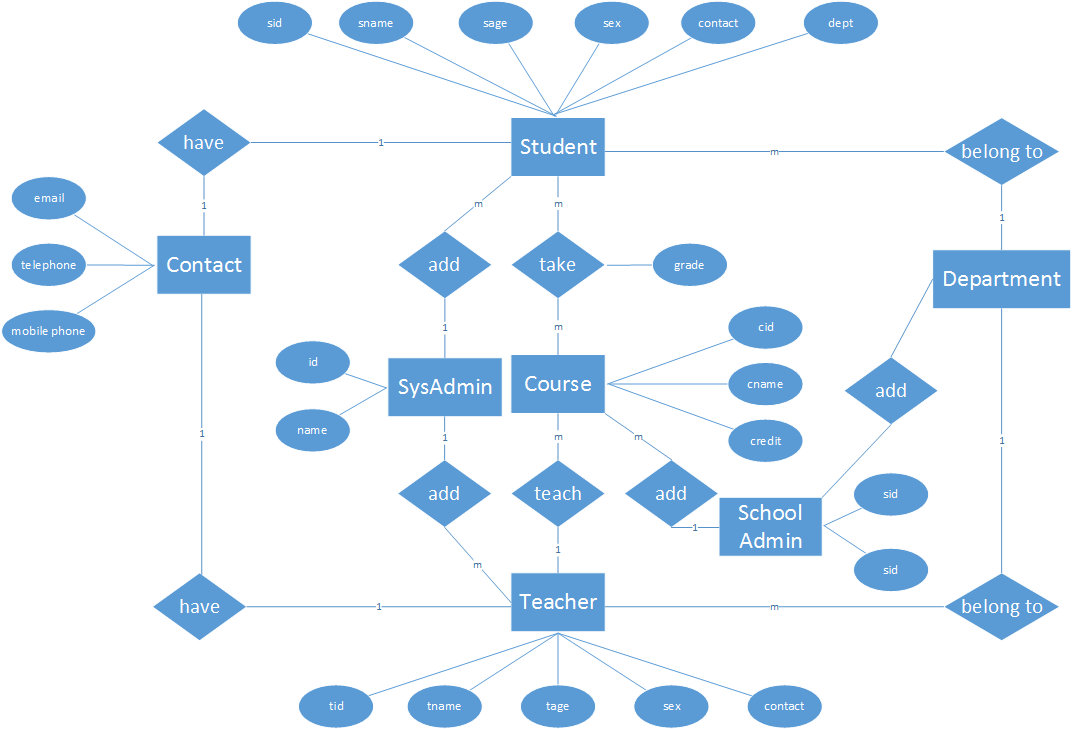 sid sname sage sex contact dept
have 1 Student m belong to
email 1 m m 1
telephone Contact add take grade Department
mobile phone 1 m cid
id SysAdmin Course cname add
name 1 1 m m credit 1
add teach add School sid
Admin
m 1 1 sid
have 1 Teacher m belong to
tid tname tage sex contact